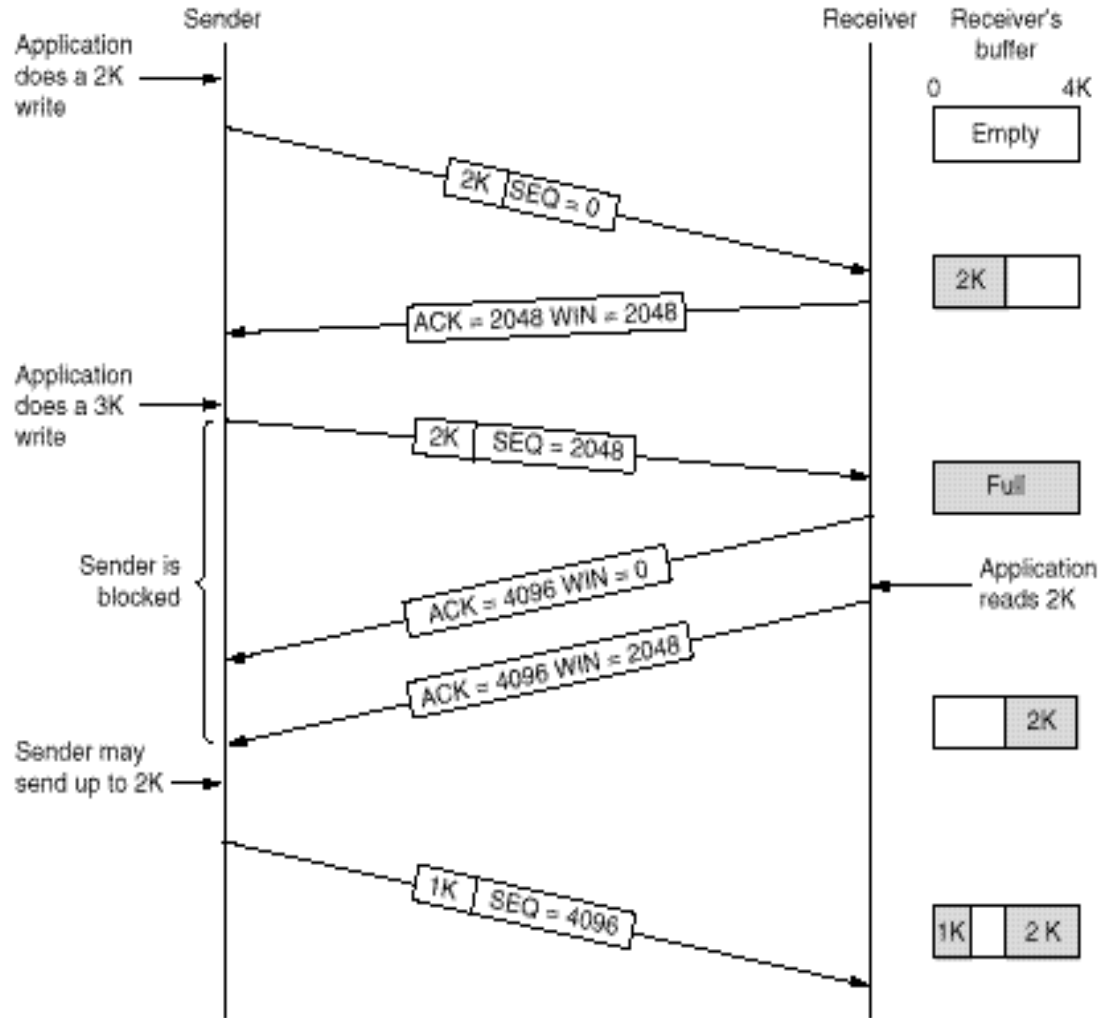 Sender
Receiver
Receiver's
buffer
Application
does a 2K
write
0
4K
Empty
2K
SEQ = 0
2K
ACK = 2048 WIN = 2048
Application
does a 3K
write
2K
SEQ = 2048
Full
Sender is
blocked
ACK = 4096 WIN = 0
Application
reads 2K
ACK = 4096 WIN = 2048
2K
Sender may
send up to 2K
1K
SEQ = 4096
1K
2 K